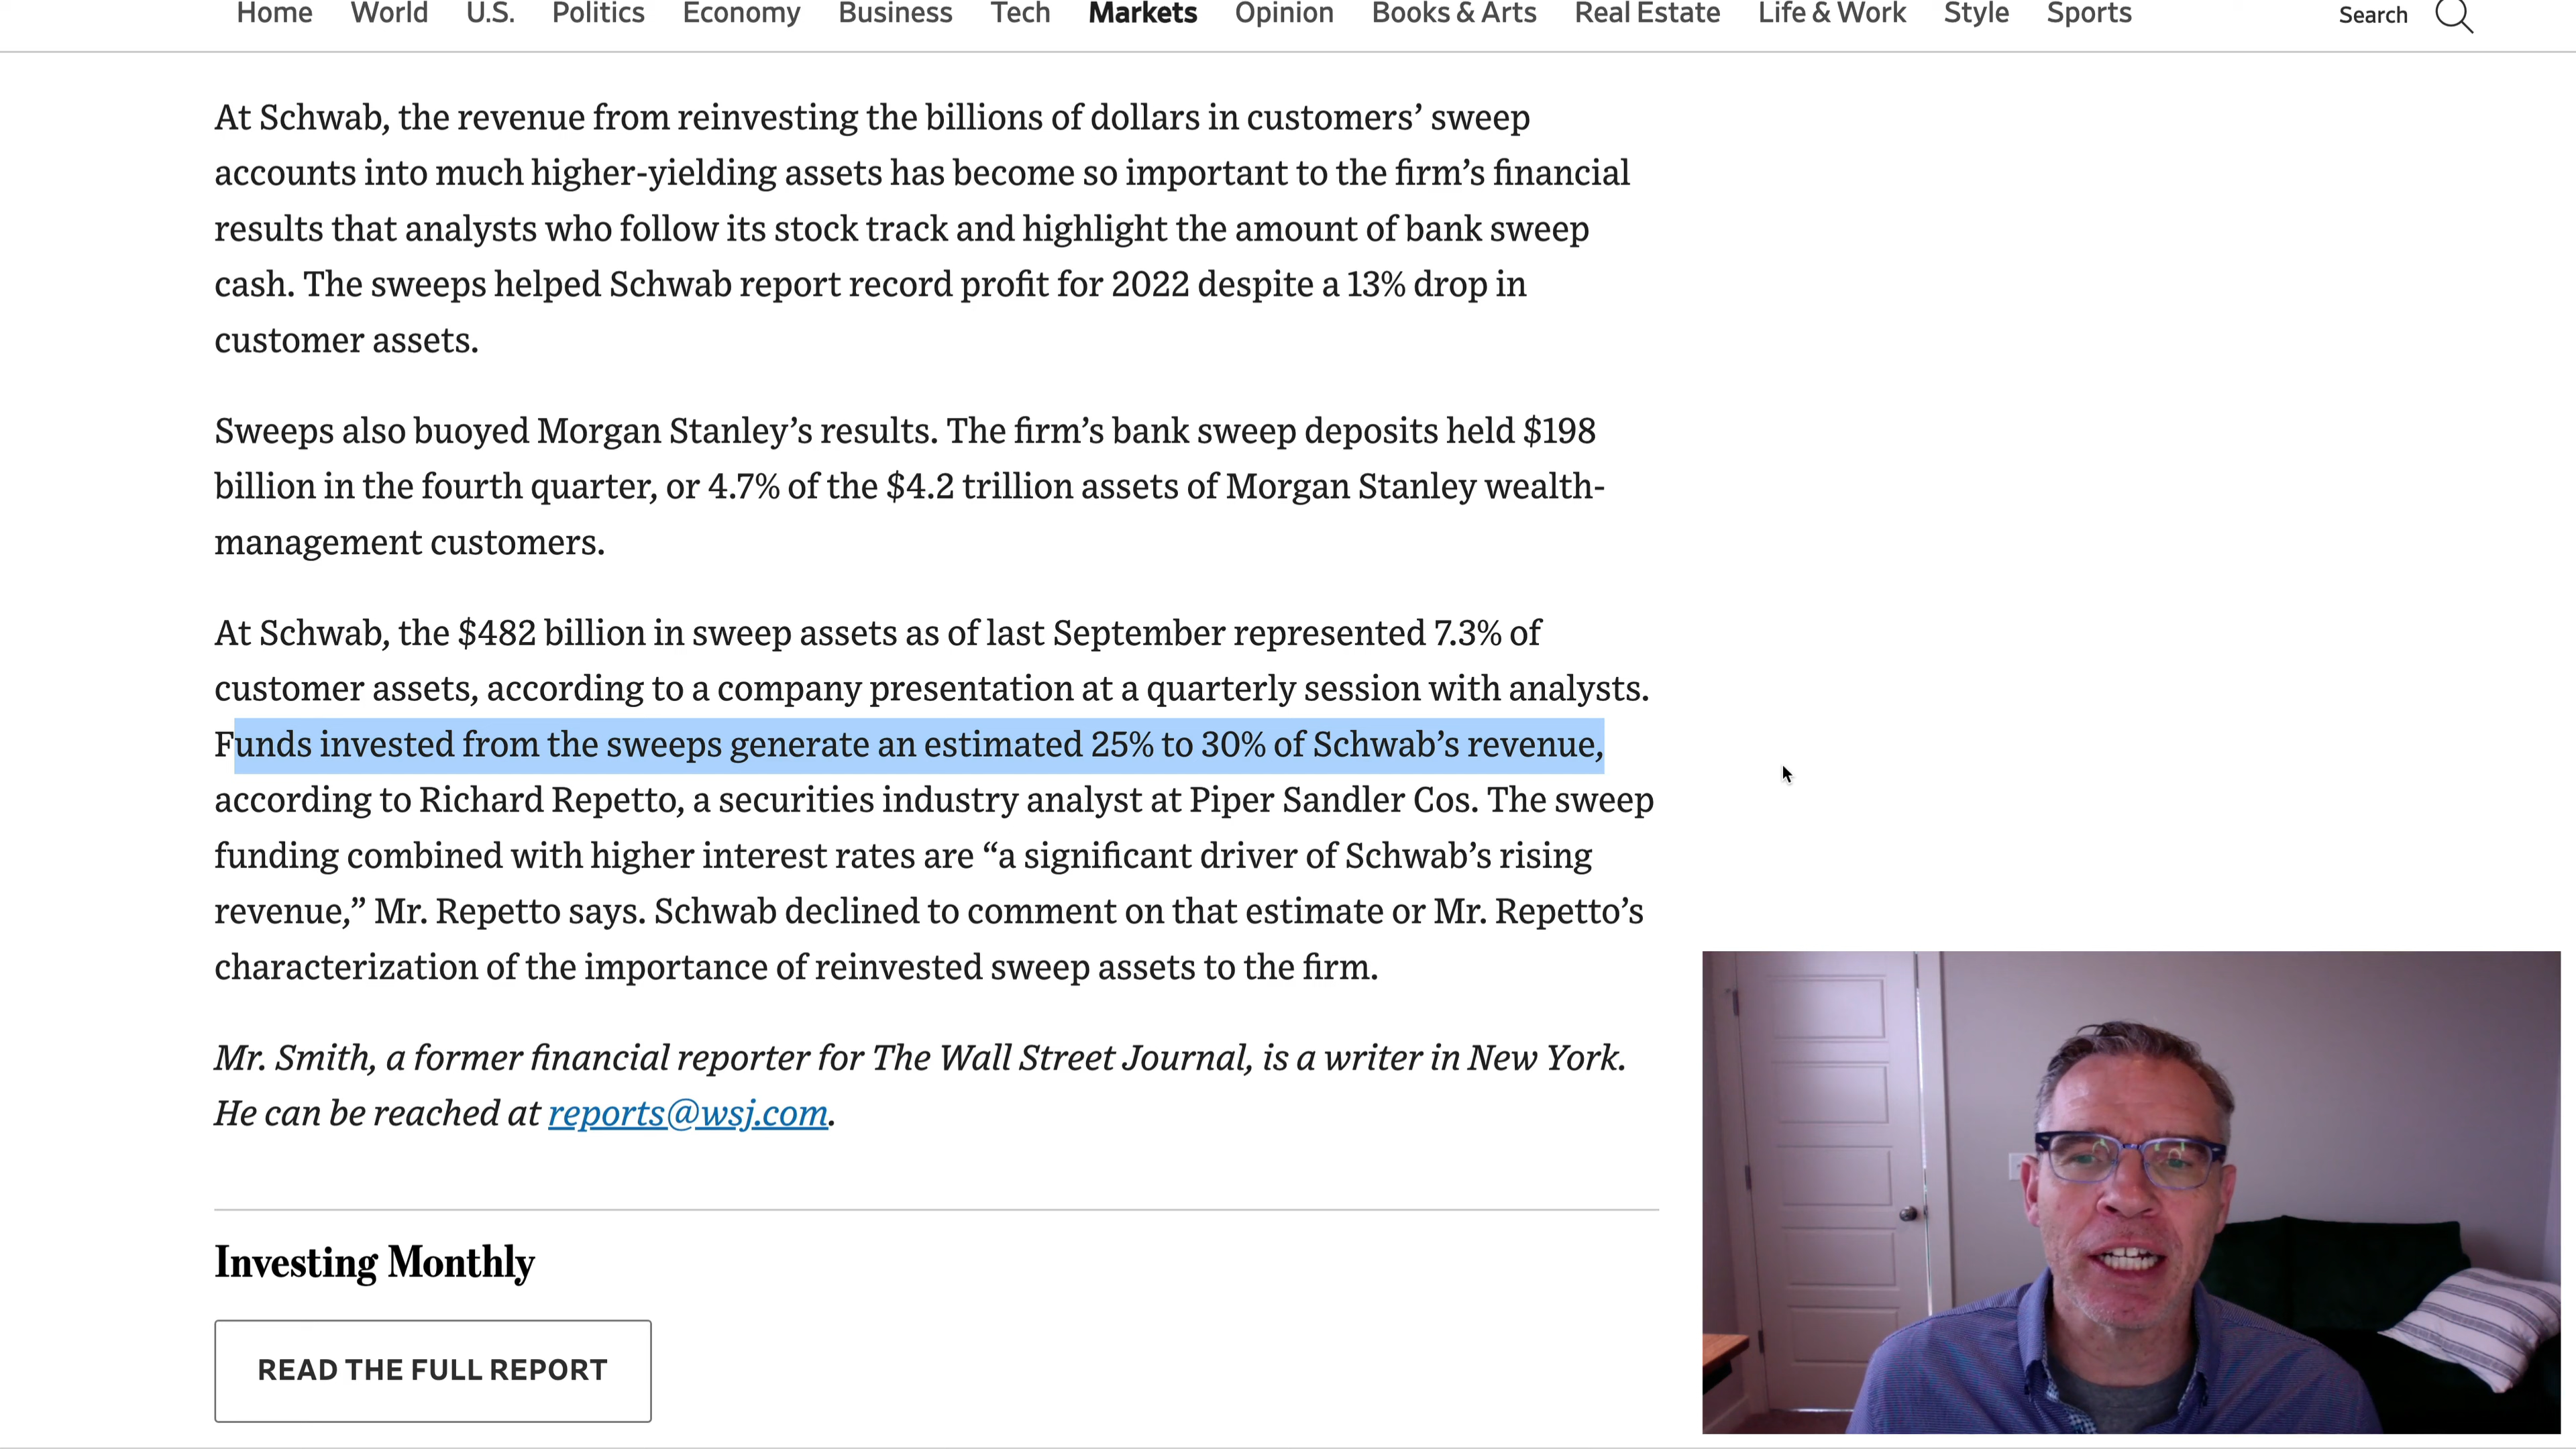 Home World U.S. Politics Economy Business Tech Markets Opinion Books & Arts Real Estate Life & Work Style Sports Search
At Schwab, the revenue from reinvesting the billions of dollars in customers’ sweep
accounts into much higher-yielding assets has become so important to the firm’s financial
results that analysts who follow its stock track and highlight the amount of bank sweep
cash. The sweeps helped Schwab report record profit for 2022 despite a 13% drop in
customer assets.
Sweeps also buoyed Morgan Stanley’s results. The firm’s bank sweep deposits held $198
billion in the fourth quarter, or 4.7% of the $4.2 trillion assets of Morgan Stanley wealth-
management customers.
At Schwab, the $482 billion in sweep assets as of last September represented 7.3% of
customer assets, according to a company presentation at a quarterly session with analysts.
Funds invested from the sweeps generate an estimated 25% to 30% of Schwab’s revenue,
according to Richard Repetto, a securities industry analyst at Piper Sandler Cos. The sweep
funding combined with higher interest rates are “a significant driver of Schwab’s rising
revenue,” Mr. Repetto says. Schwab declined to comment on that estimate or Mr. Repetto’s
characterization of the importance of reinvested sweep assets to the firm.
Mr. Smith, a former financial reporter for The Wall Street Journal, is a writer in New York.
He can be reached at reports@wsj.com.
Investing Monthly
READ THE FULL REPORT